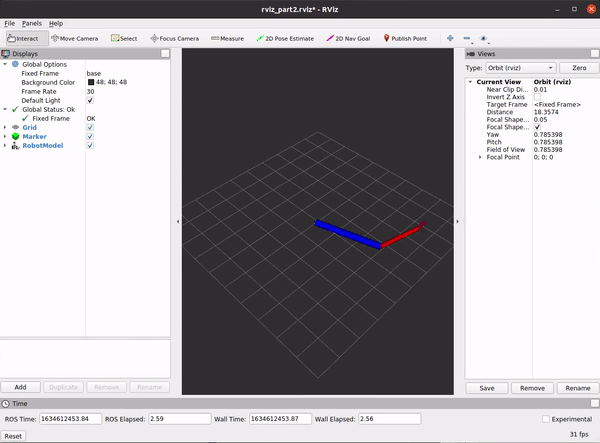 rviz_part2.rviz* - RViz
File Panels Help
Interact Move Camera Select Focus Camera Measure 2D Pose Estimate 2D Nav Goal Publish Point
Displays
Global Options
Fixed Frame base
Background Color 48; 48; 48
Frame Rate 30
Default Light
Global Status: Ok
Fixed Frame OK
Grid
Marker
RobotModel
Add Duplicate Remove Rename
Views
Type: Orbit (rviz) Zero
Current View Orbit (rviz)
Near Clip Di... 0.01
Invert Z Axis
Target Frame <Fixed Frame>
Distance 18.3574
Focal Shape... 0.05
Focal Shape...
Yaw 0.785398
Pitch 0.785398
Field of View 0.785398
Focal Point 0; 0; 0
Save Remove Rename
Time
ROS Time: 1634612453.84 ROS Elapsed: 2.59 Wall Time: 1634612453.87 Wall Elapsed: 2.56 Experimental
Reset 31 fps